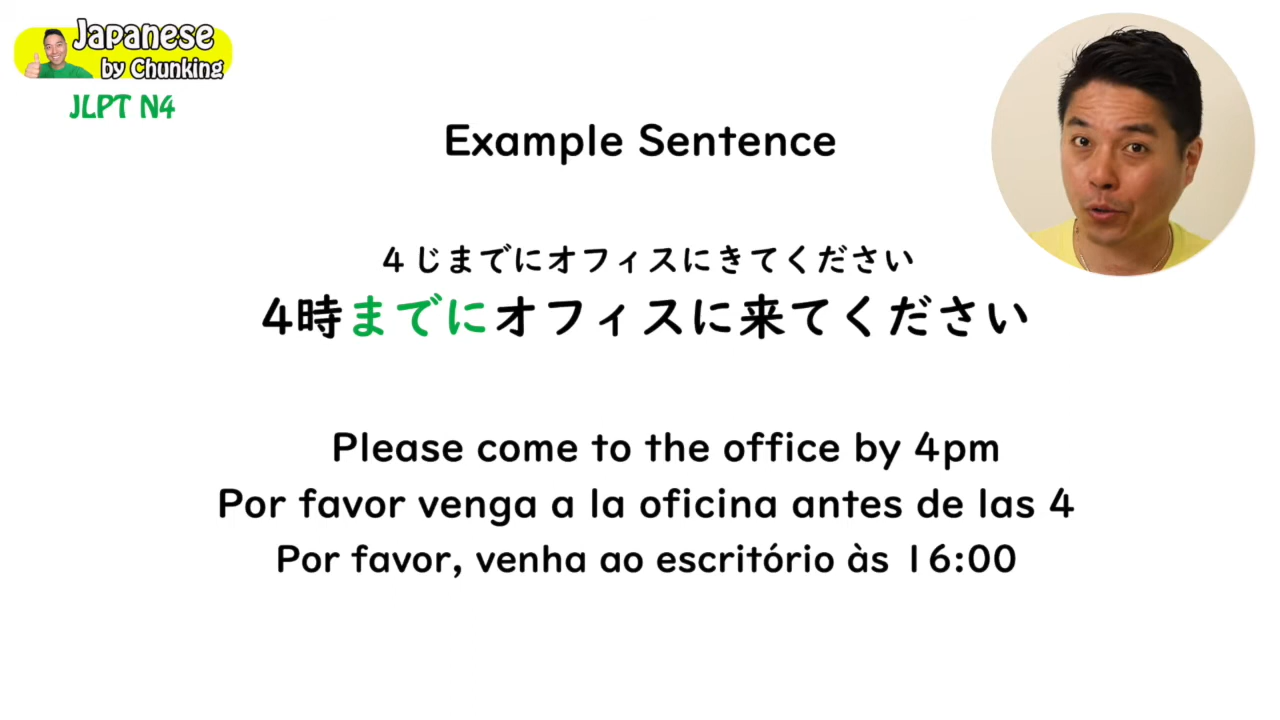 Japanese
by Chunking
JLPT N4
Example Sentence
４じまでにオフィスにきてください
4時までにオフィスに来てください
Please come to the office by 4pm
Por favor venga a la oficina antes de las 4
Por favor, venha ao escritório às 16:00